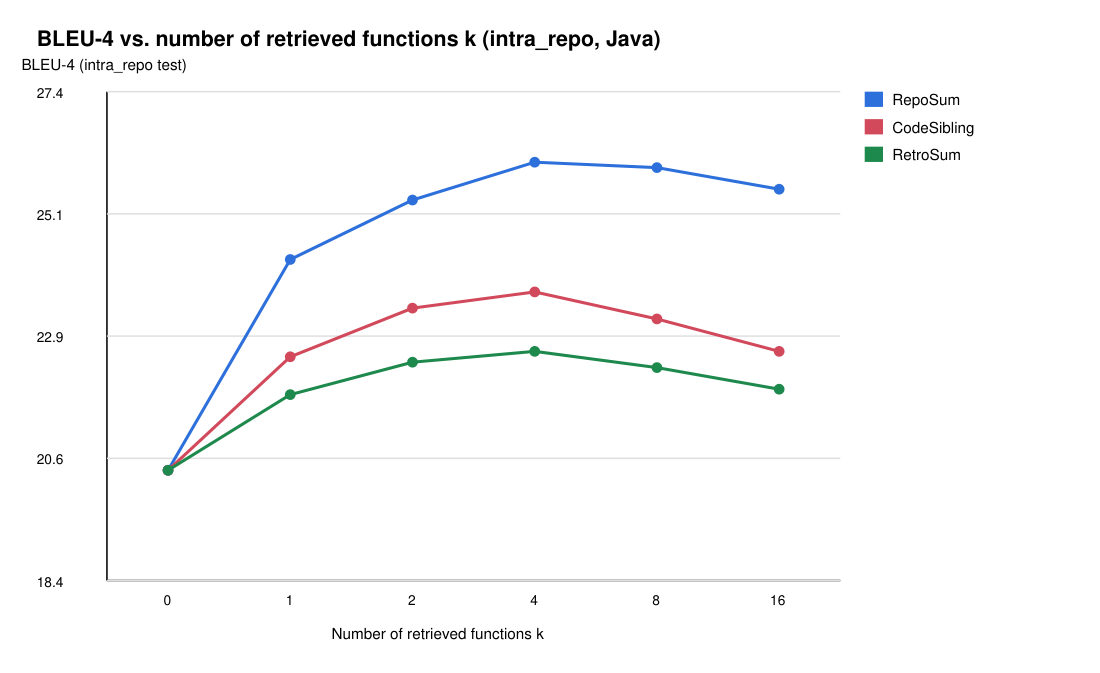 BLEU-4 vs. number of retrieved functions k (intra_repo, Java)
BLEU-4 (intra_repo test)
27.4
25.1
22.9
20.6
18.4
0 1 2 4 8 16
Number of retrieved functions k
RepoSum
CodeSibling
RetroSum